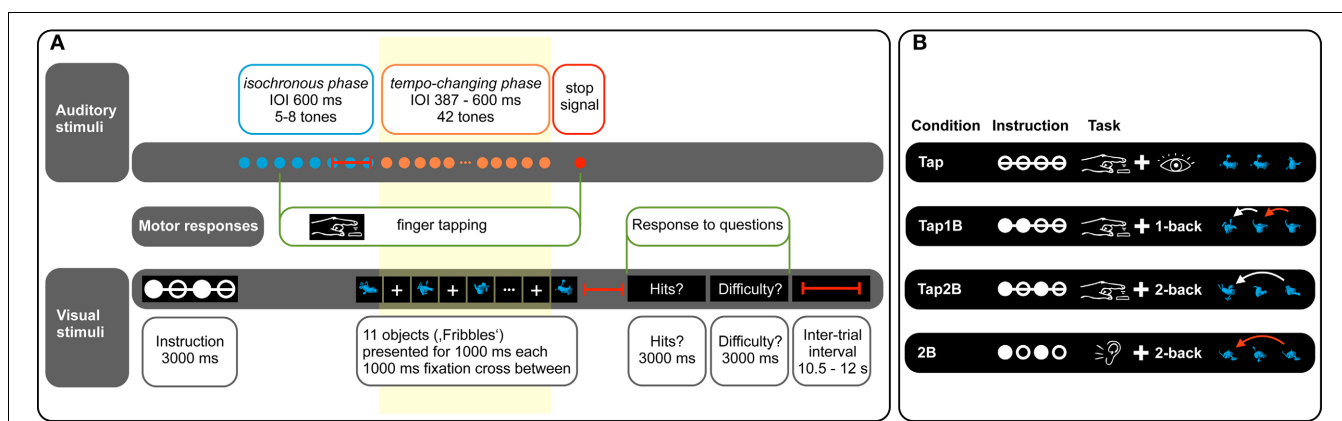 A
Auditory
stimuli
isochronous phase
IOI 600 ms
5-8 tones
tempo-changing phase
IOI 387 - 600 ms
42 tones
stop
signal
...
Motor responses
finger tapping
Response to questions
Visual
stimuli
+ + ... +
Hits?
Difficulty?
Instruction
3000 ms
11 objects (‚Fribbles‘)
presented for 1000 ms each
1000 ms fixation cross between
Hits?
3000 ms
Difficulty?
3000 ms
Inter-trial
interval
10.5 - 12 s
B
Condition Instruction Task
Tap +
Tap1B + 1-back
Tap2B + 2-back
2B + 2-back